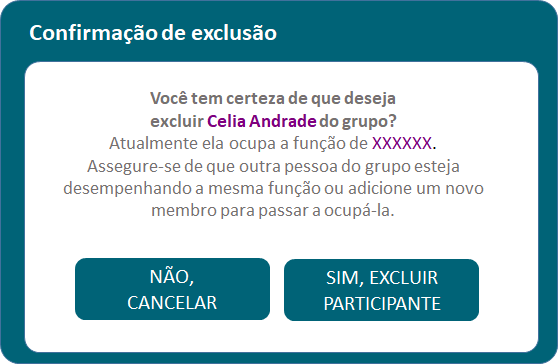 Confirmação de exclusão
Você tem certeza de que deseja
excluir Celia Andrade do grupo?
Atualmente ela ocupa a função de XXXXXX.
Assegure-se de que outra pessoa do grupo esteja
desempenhando a mesma função ou adicione um novo
membro para passar a ocupá-la.
NÃO,
CANCELAR
SIM, EXCLUIR
PARTICIPANTE